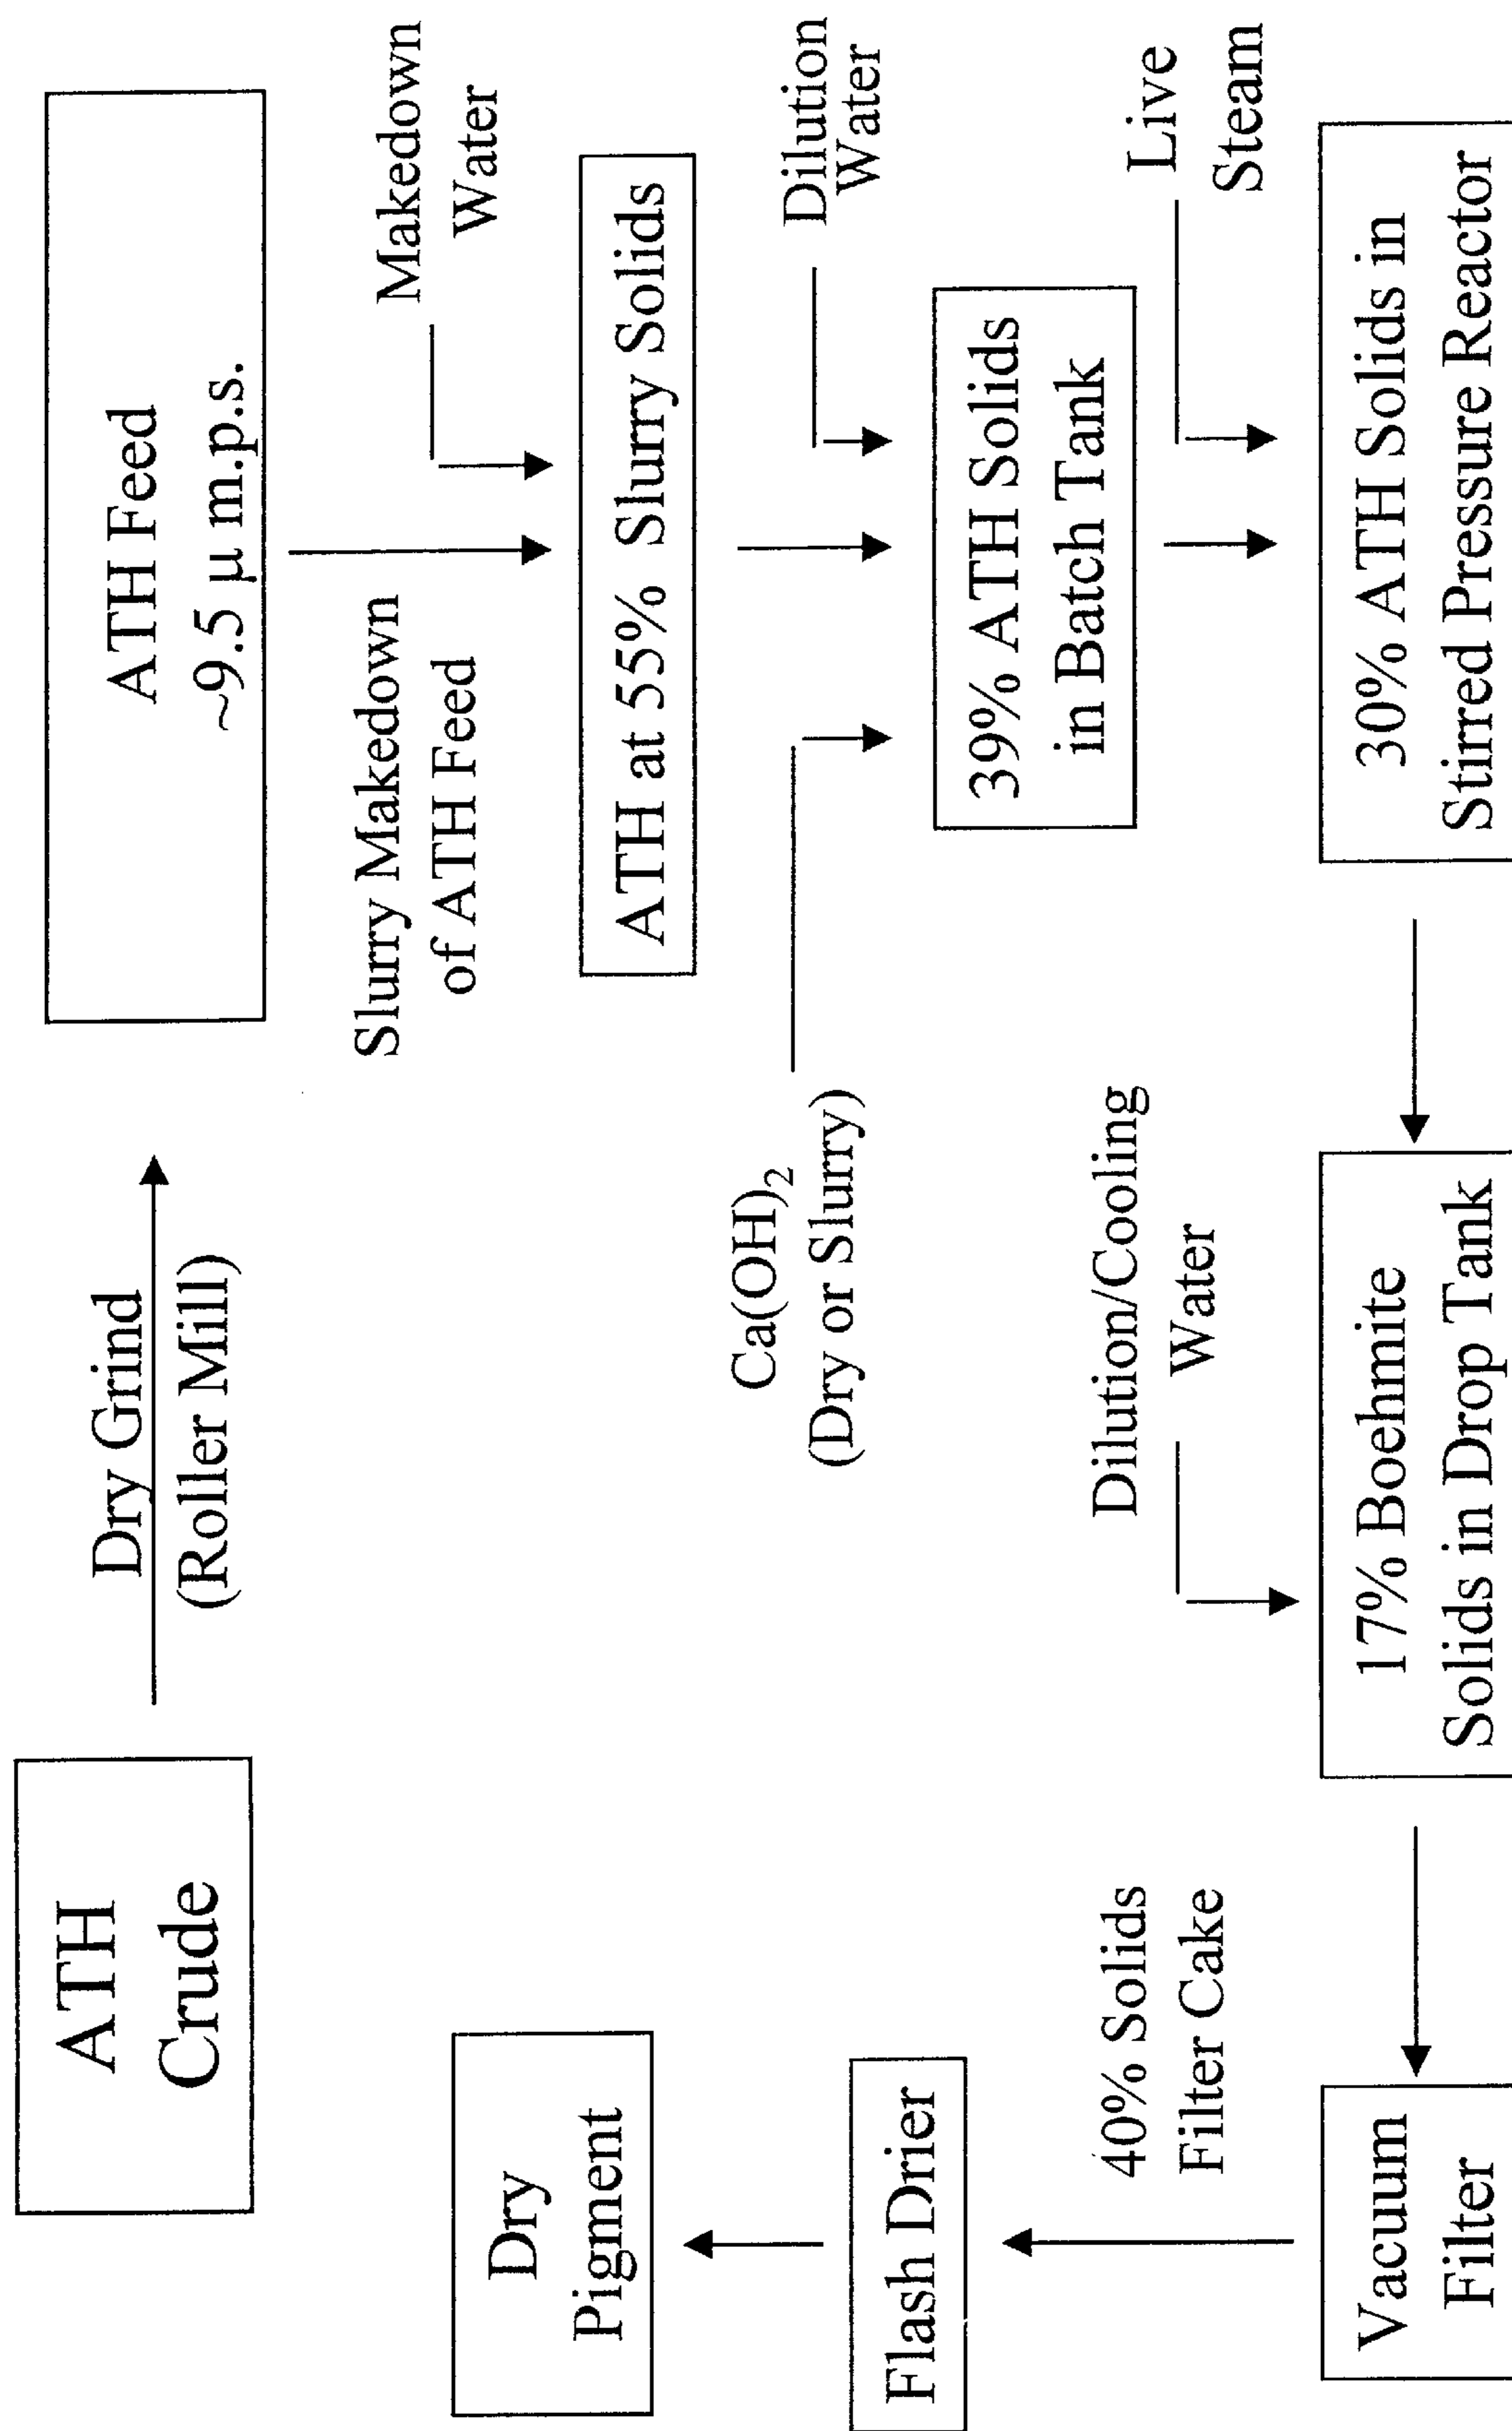 ATH
Crude
Dry Grind
(Roller Mill)
ATH Feed
~9.5 μ m.p.s.
Slurry Makedown
of ATH Feed
Makedown
Water
ATH at 55% Slurry Solids
Ca(OH)₂
(Dry or Slurry)
Dilution
Water
39% ATH Solids
in Batch Tank
Live
Steam
30% ATH Solids in
Stirred Pressure Reactor
Dilution/Cooling
Water
17% Boehmite
Solids in Drop Tank
Vacuum
Filter
40% Solids
Filter Cake
Flash Drier
Dry
Pigment